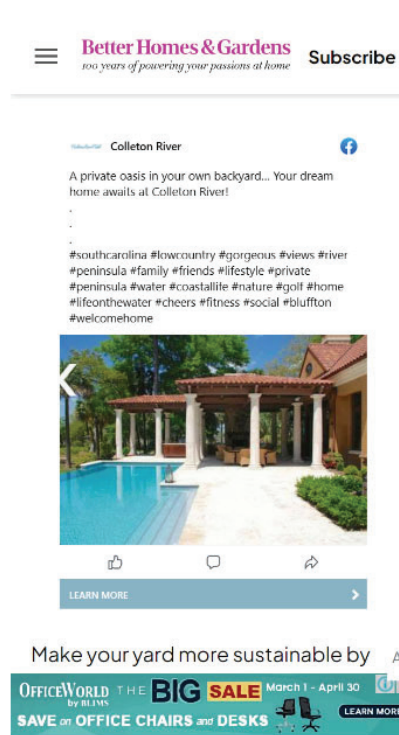 Better Homes & Gardens
100 years of powering your passions at home
Subscribe
Colleton River
A private oasis in your own backyard... Your dream
home awaits at Colleton River!
.
.
.
#southcarolina #lowcountry #gorgeous #views #river
#peninsula #family #friends #lifestyle #private
#peninsula #water #coastallife #nature #golf #home
#lifeonthewater #cheers #fitness #social #bluffton
#welcomehome
LEARN MORE
Make your yard more sustainable by
OFFICEWORLD THE BIG SALE March 1 - April 30
by BLIMS
SAVE on OFFICE CHAIRS and DESKS
LEARN MORE